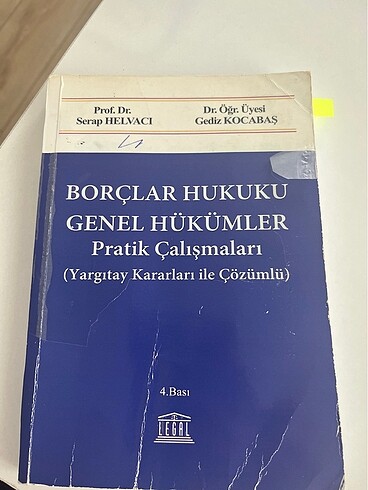 Prof. Dr.
Serap HELVACI
Dr. Öğr. Üyesi
Gediz KOCABAŞ
BORÇLAR HUKUKU
GENEL HÜKÜMLER
Pratik Çalışmaları
(Yargıtay Kararları ile Çözümlü)
4.Bası
LEGAL